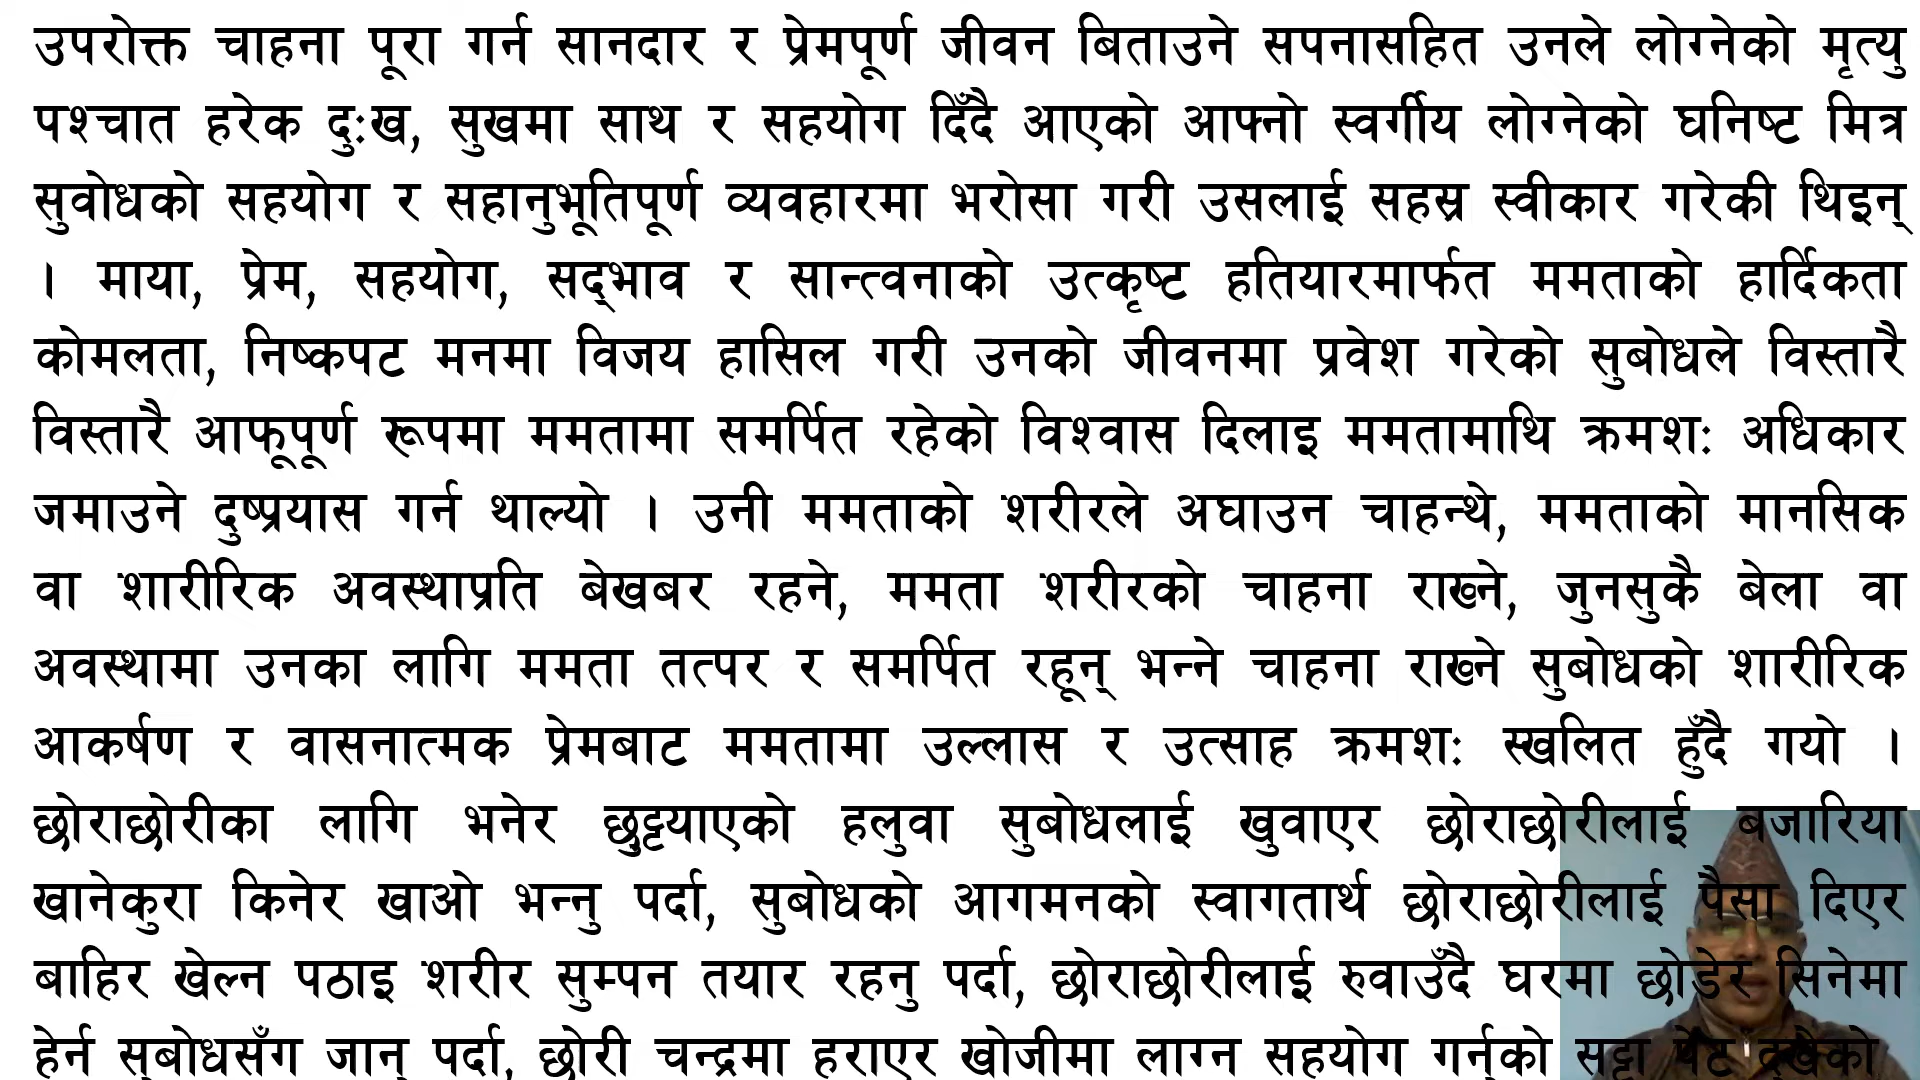 उपरोक्त चाहना पूरा गर्न सानदार र प्रेमपूर्ण जीवन बिताउने सपनासहित उनले लोग्नेको मृत्यु
पश्चात हरेक दुःख, सुखमा साथ र सहयोग दिँदै आएको आफ्नो स्वर्गीय लोग्नेको घनिष्ट मित्र
सुवोधको सहयोग र सहानुभूतिपूर्ण व्यवहारमा भरोसा गरी उसलाई सहस्र स्वीकार गरेकी थिइन्
। माया, प्रेम, सहयोग, सद्‌भाव र सान्त्वनाको उत्कृष्ट हतियारमार्फत ममताको हार्दिकता
कोमलता, निष्कपट मनमा विजय हासिल गरी उनको जीवनमा प्रवेश गरेको सुबोधले विस्तारै
विस्तारै आफूपूर्ण रूपमा ममतामा समर्पित रहेको विश्वास दिलाइ ममतामाथि क्रमशः अधिकार
जमाउने दुष्प्रयास गर्न थाल्यो । उनी ममताको शरीरले अघाउन चाहन्थे, ममताको मानसिक
वा शारीरिक अवस्थाप्रति बेखबर रहने, ममता शरीरको चाहना राख्ने, जुनसुकै बेला वा
अवस्थामा उनका लागि ममता तत्पर र समर्पित रहून् भन्ने चाहना राख्ने सुबोधको शारीरिक
आकर्षण र वासनात्मक प्रेमबाट ममतामा उल्लास र उत्साह क्रमशः स्खलित हुँदै गयो ।
छोराछोरीका लागि भनेर छुट्टयाएको हलुवा सुबोधलाई खुवाएर छोराछोरीलाई बजारिया
खानेकुरा किनेर खाओ भन्नु पर्दा, सुबोधको आगमनको स्वागतार्थ छोराछोरीलाई पैसा दिएर
बाहिर खेल्न पठाइ शरीर सुम्पन तयार रहनु पर्दा, छोराछोरीलाई रुवाउँदै घरमा छोडेर सिनेमा
हेर्न सुबोधसँग जानु पर्दा, छोरी चन्द्रमा हराएर खोजीमा लाग्न सहयोग गर्नुको सट्टा पेट दुखेको